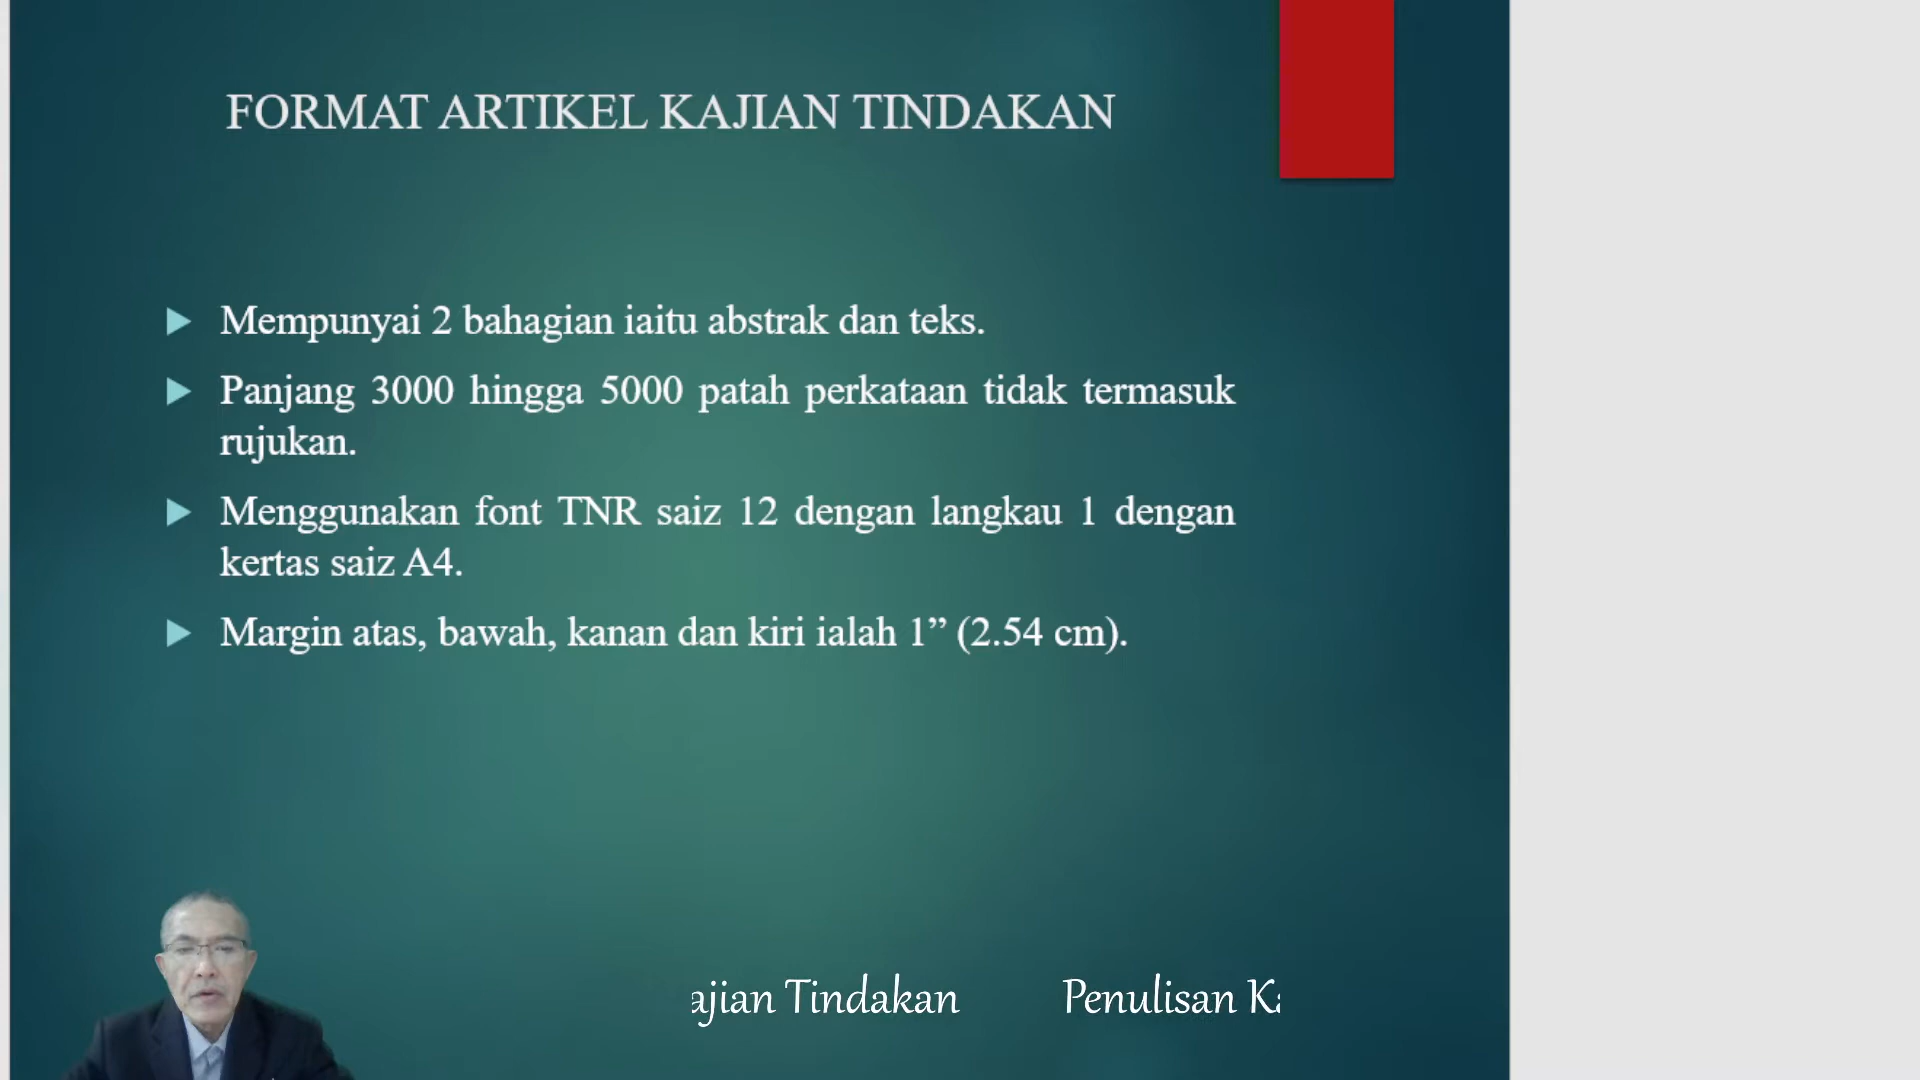 FORMAT ARTIKEL KAJIAN TINDAKAN
Mempunyai 2 bahagian iaitu abstrak dan teks.
Panjang 3000 hingga 5000 patah perkataan tidak termasuk
rujukan.
Menggunakan font TNR saiz 12 dengan langkau 1 dengan
kertas saiz A4.
Margin atas, bawah, kanan dan kiri ialah 1” (2.54 cm).
ajian Tindakan Penulisan Ka